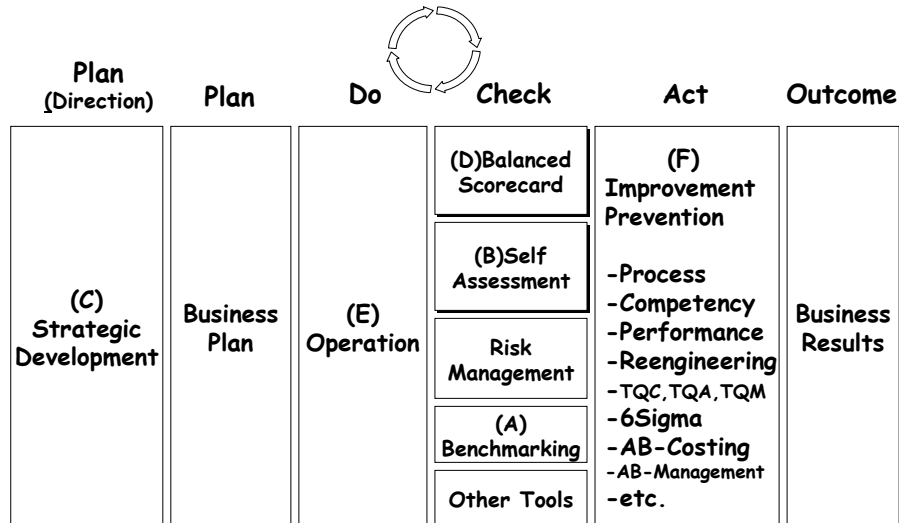 Plan
(Direction)
Plan
Do
Check
Act
Outcome
(C)
Strategic
Development
Business
Plan
(E)
Operation
(D)Balanced
Scorecard
(B)Self
Assessment
Risk
Management
(A)
Benchmarking
Other Tools
(F)
Improvement
Prevention
-Process
-Competency
-Performance
-Reengineering
-TQC,TQA,TQM
-6Sigma
-AB-Costing
-AB-Management
-etc.
Business
Results